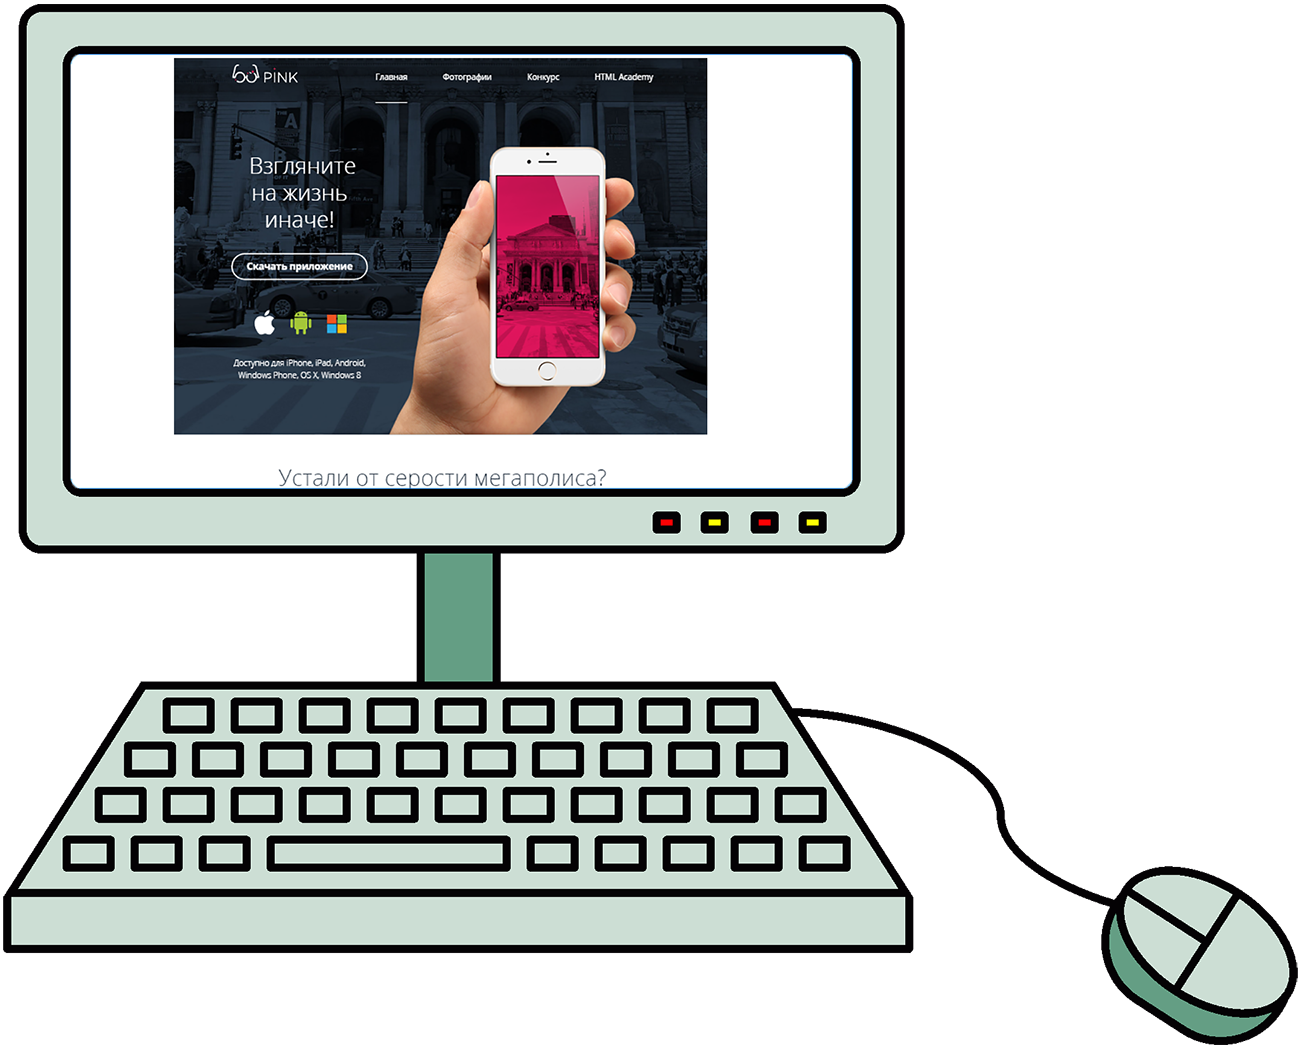 PINK
Главная
Фотографии
Конкурс
HTML Academy
A
Взгляните
на жизнь
иначе!
Скачать приложение
Доступно для iPhone, iPad, Android,
Windows Phone, OS X, Windows 8
Устали от серости мегаполиса?